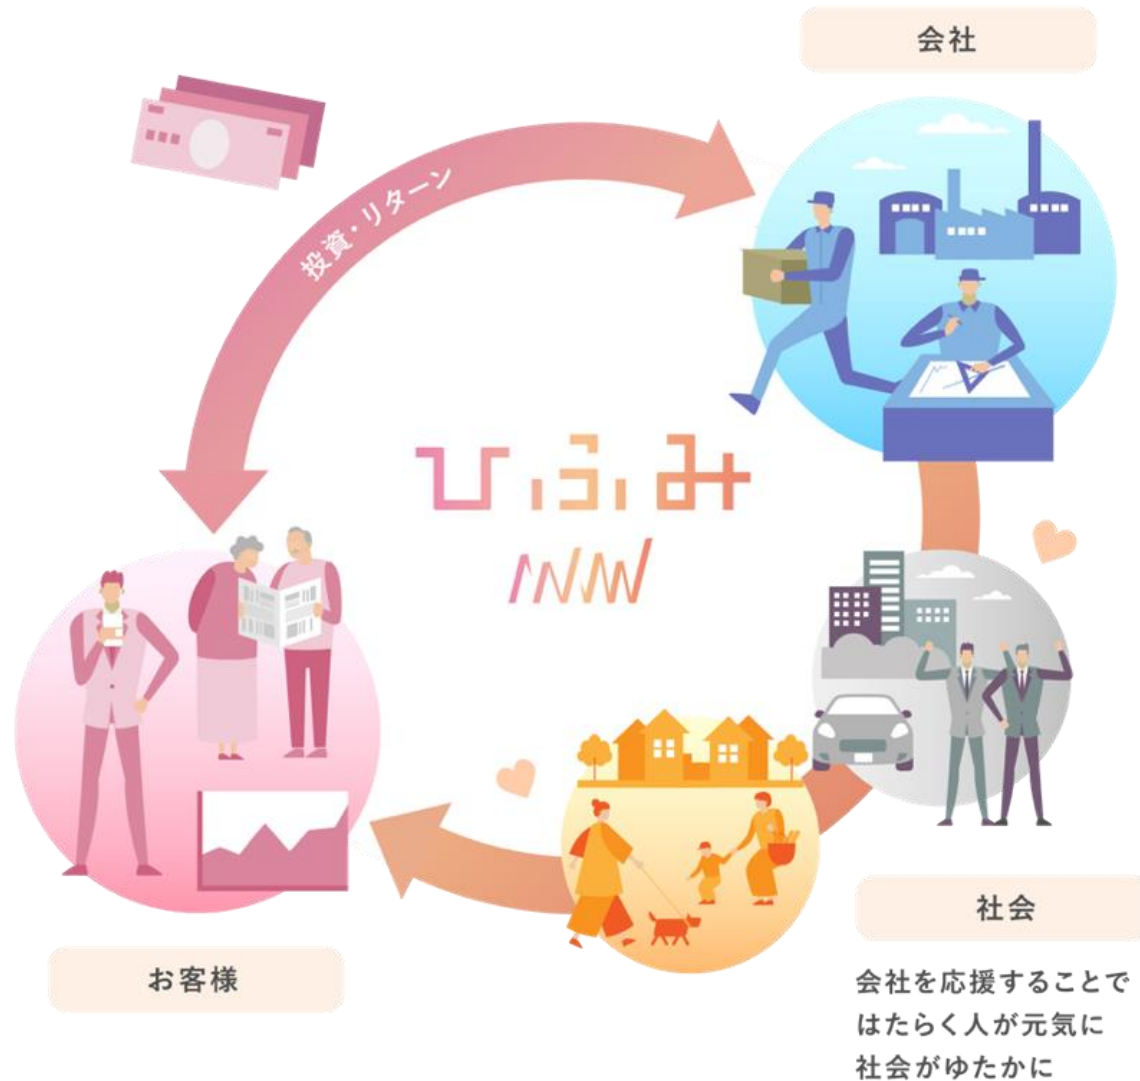 会社
投資・リターン
ひふみ
お客様
社会
会社を応援することで
はたらく人が元気に
社会がゆたかに